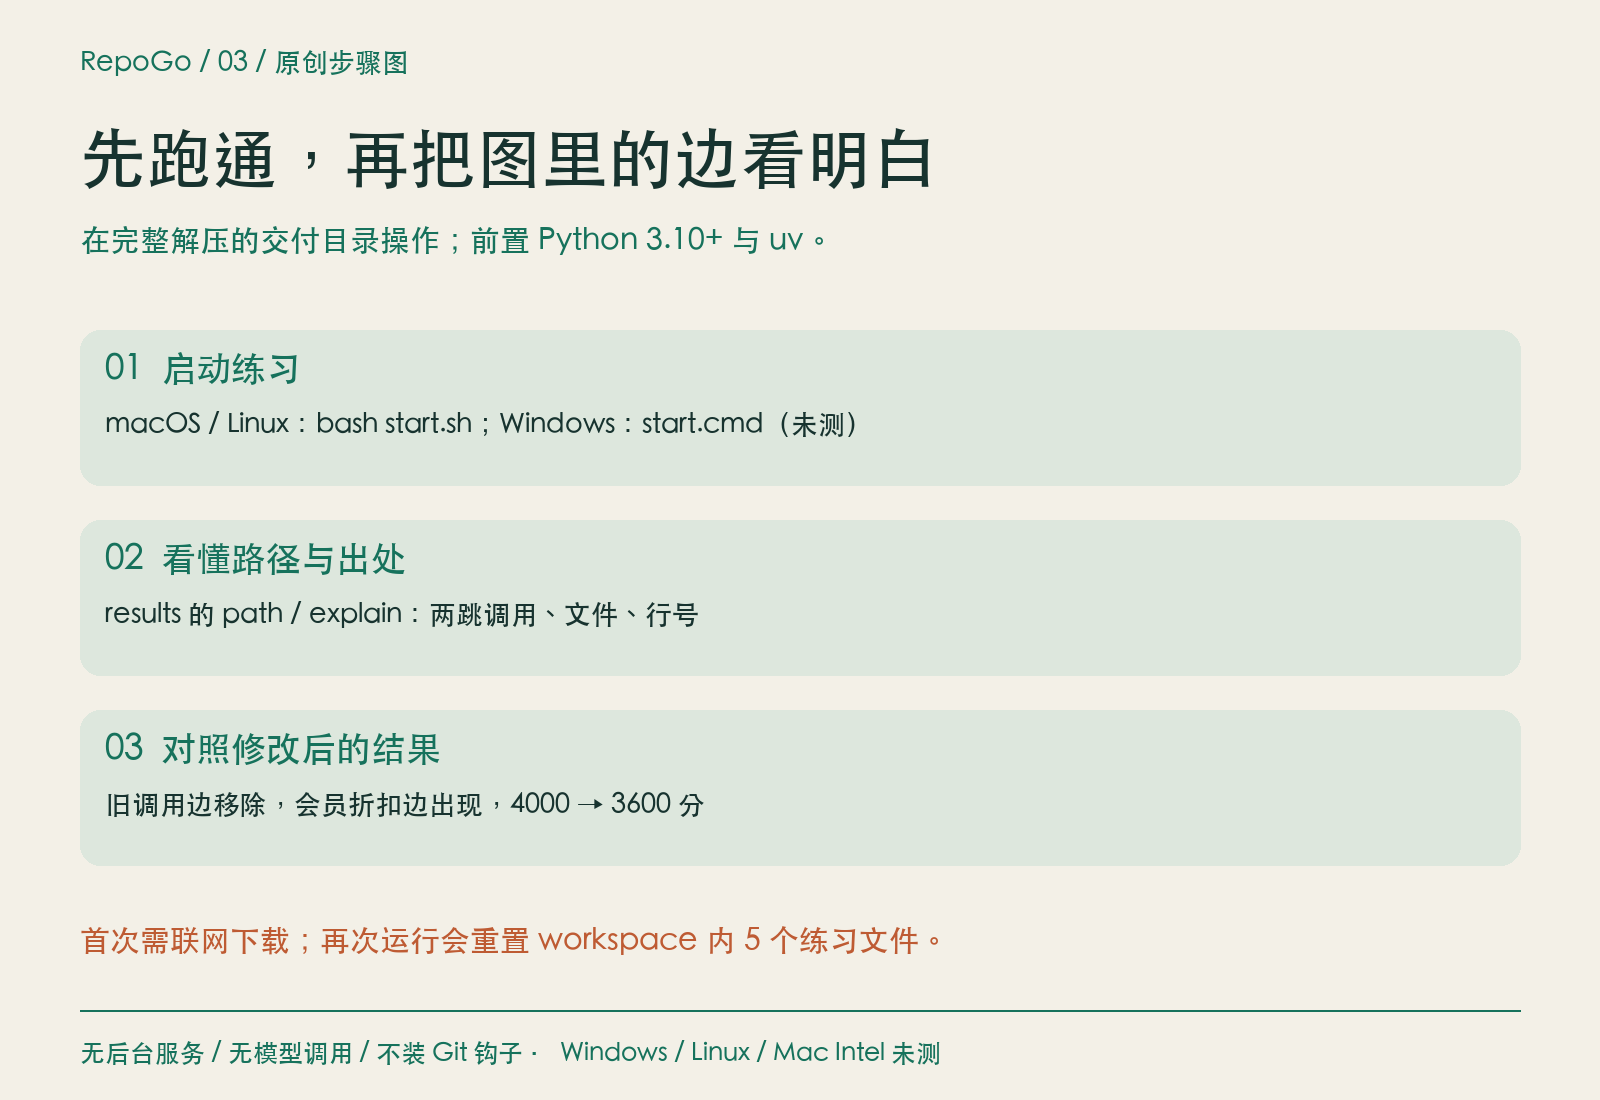 RepoGo / 03 / 原创步骤图
先跑通，再把图里的边看明白
在完整解压的交付目录操作；前置 Python 3.10+ 与 uv。
01 启动练习
macOS / Linux：bash start.sh；Windows：start.cmd（未测）
02 看懂路径与出处
results 的 path / explain：两跳调用、文件、行号
03 对照修改后的结果
旧调用边移除，会员折扣边出现，4000 → 3600 分
首次需联网下载；再次运行会重置 workspace 内 5 个练习文件。
无后台服务 / 无模型调用 / 不装 Git 钩子 · Windows / Linux / Mac Intel 未测